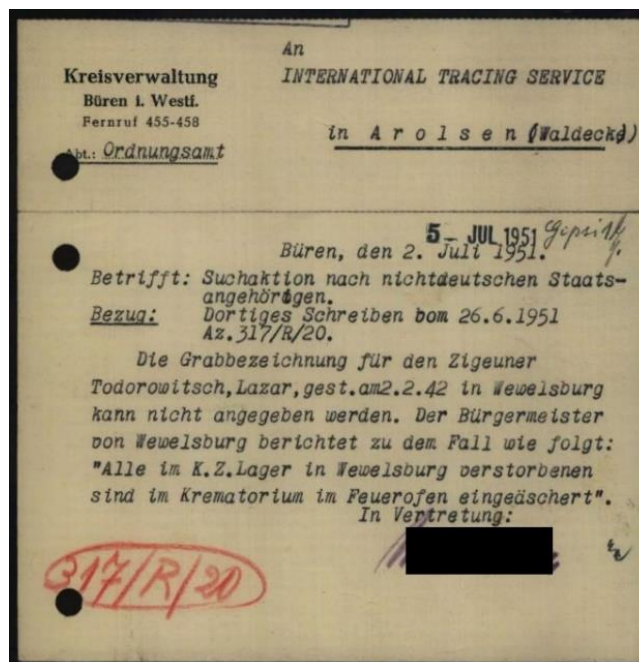 An
Kreisverwaltung
INTERNATIONAL TRACING SERVICE
Büren i. Westf.
Fernruf 455-458
in Arolsen (Waldeck)
Abt.: Ordnungsamt
5 - JUL 1951
Büren, den 2. Juli 1951.
Betrifft: Suchaktion nach nichtdeutschen Staats-
angehörigen.
Bezug: Dortiges Schreiben vom 26.6.1951
Az.317/R/20.
Die Grabbezeichnung für den Zigeuner
Todorowitsch,Lazar,gest.am2.2.42 in Wewelsburg
kann nicht angegeben werden. Der Bürgermeister
von Wewelsburg berichtet zu dem Fall wie folgt:
"Alle im K.Z.Lager in Wewelsburg verstorbenen
sind im Krematorium im Feuerofen eingeäschert".
In Vertretung:
317/R/20